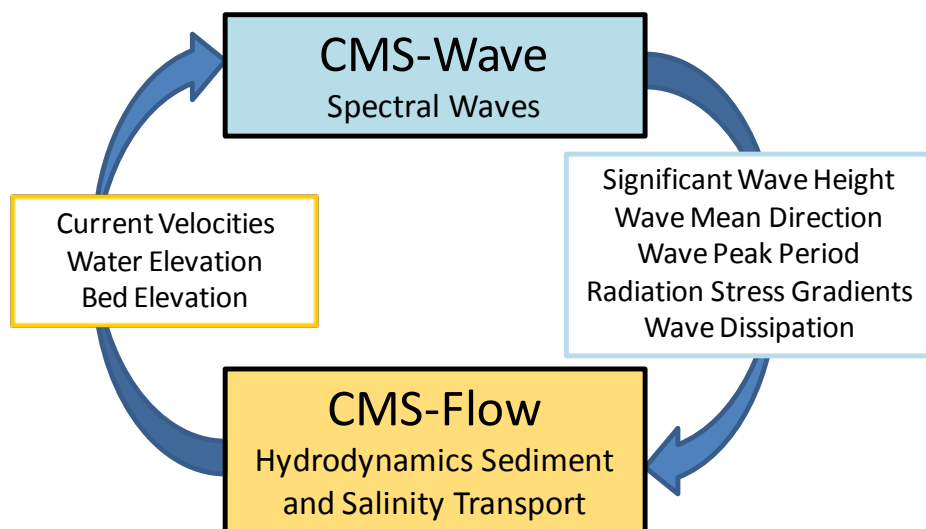 CMS-Wave
Spectral Waves
Significant Wave Height
Wave Mean Direction
Wave Peak Period
Radiation Stress Gradients
Wave Dissipation
Current Velocities
Water Elevation
Bed Elevation
CMS-Flow
Hydrodynamics Sediment
and Salinity Transport